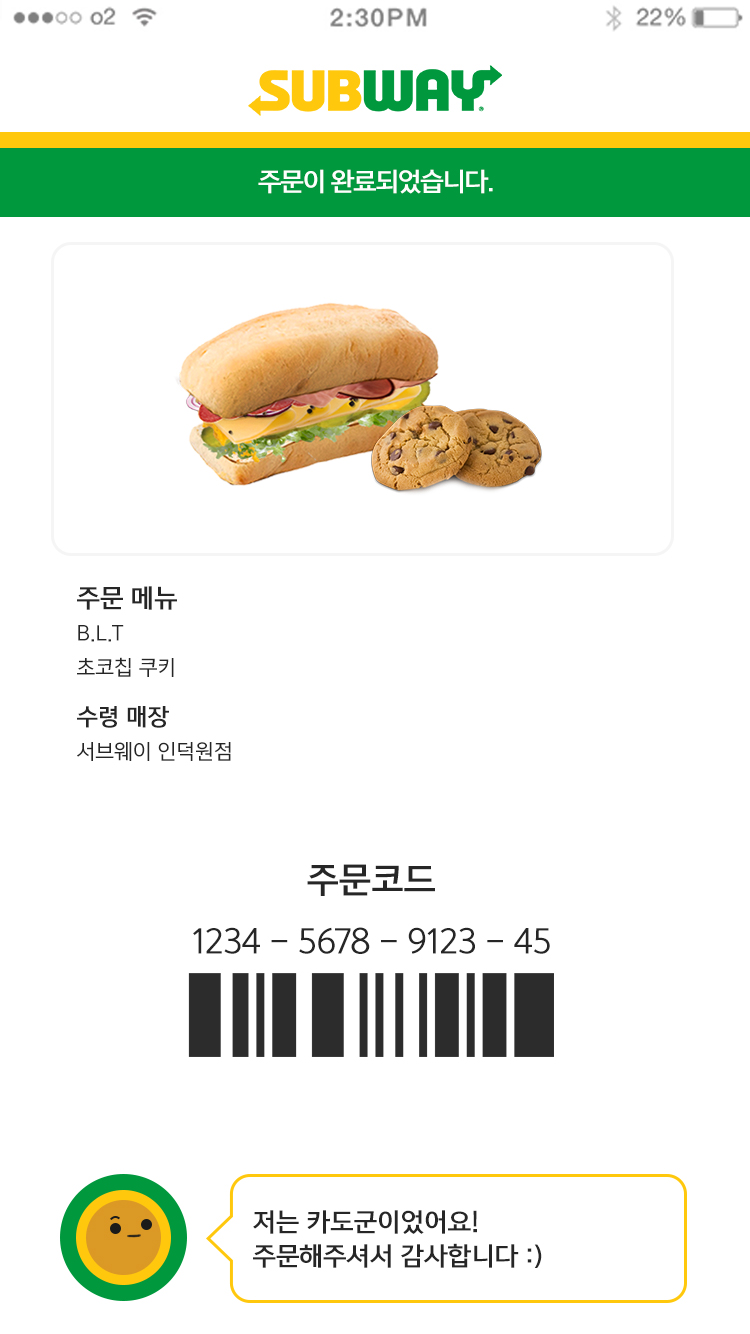 o2 2:30PM 22%
SUBWAY
주문이 완료되었습니다.
주문 메뉴
B.L.T
초코칩 쿠키
수령 매장
서브웨이 인덕원점
주문코드
1234 – 5678 – 9123 – 45
저는 카도군이었어요!
주문해주셔서 감사합니다 :)